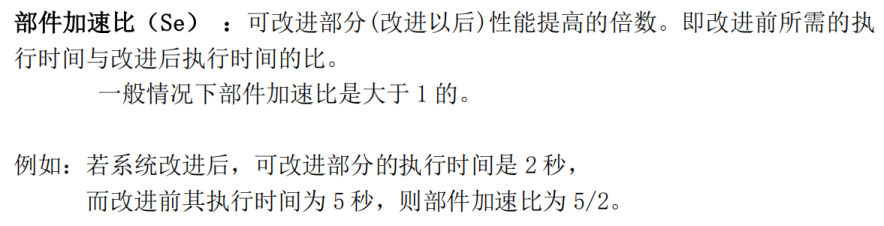 部件加速比（Se） ：可改进部分(改进以后)性能提高的倍数。即改进前所需的执
行时间与改进后执行时间的比。
一般情况下部件加速比是大于 1 的。
例如：若系统改进后，可改进部分的执行时间是 2 秒，
而改进前其执行时间为 5 秒，则部件加速比为 5/2。